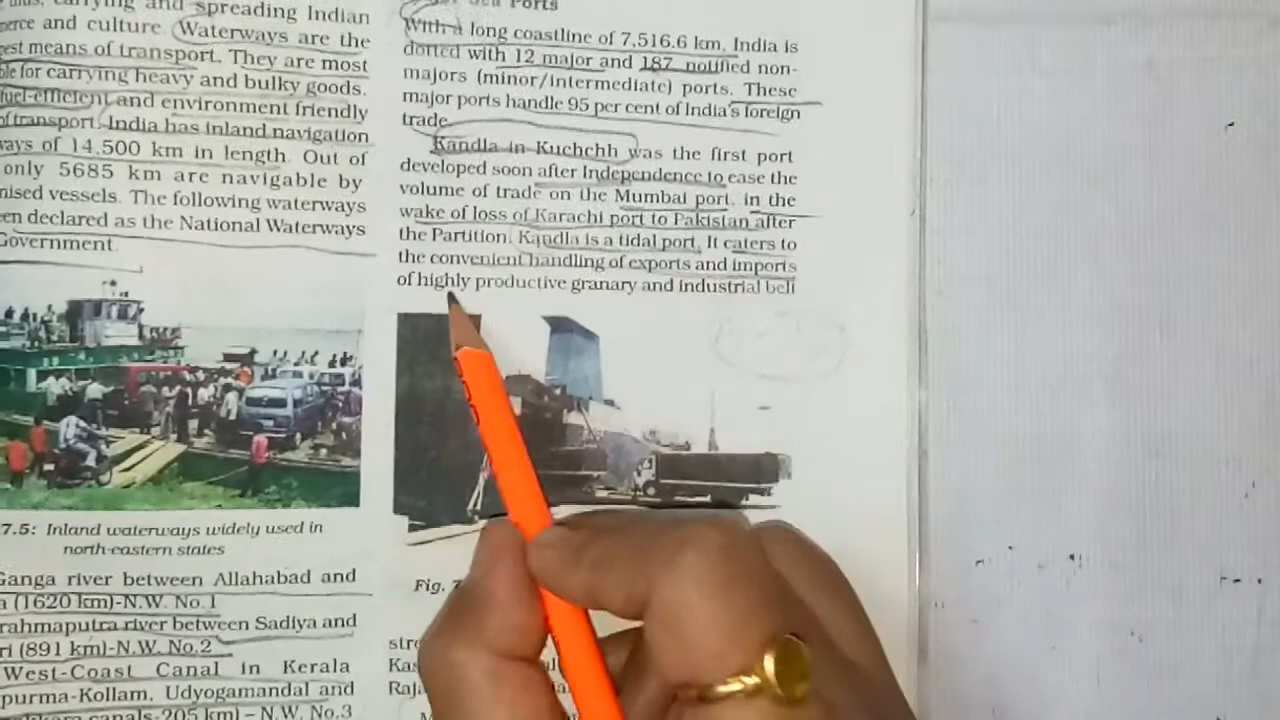 carrying and spreading Indian
and culture. Waterways are the
means of transport. They are most
for carrying heavy and bulky goods.
fuel-efficient and environment friendly
of transport. India has inland navigation
of 14,500 km in length. Out of
only 5685 km are navigable by
vessels. The following waterways
declared as the National Waterways
Government.
7.5: Inland waterways widely used in
north-eastern states
Ganga river between Allahabad and
(1620 km)-N.W. No.1
river between Sadiya and
(891 km)-N.W. No.2
West-Coast Canal in Kerala
Kollam, Udyogamandal and
canals-205 km) – N.W. No.3
Ports
With a long coastline of 7,516.6 km, India is
dotted with 12 major and 187 notified non-
majors (minor/intermediate) ports. These
major ports handle 95 per cent of India's foreign
trade.
Kandla in Kuchchh was the first port
developed soon after Independence to ease the
volume of trade on the Mumbai port, in the
wake of loss of Karachi port to Pakistan after
the Partition. Kandla is a tidal port. It caters to
the convenient handling of exports and imports
of highly productive granary and industrial belt
Fig. 7